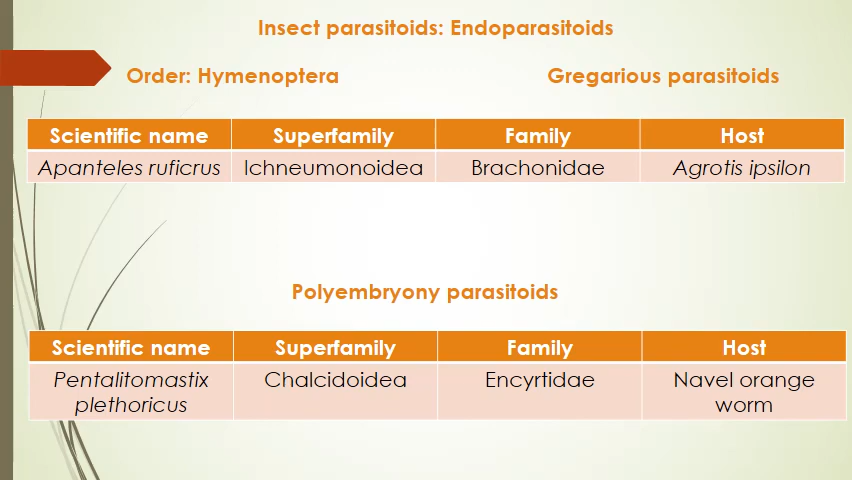 Insect parasitoids: Endoparasitoids
Order: Hymenoptera Gregarious parasitoids
Scientific name Superfamily Family Host
Apanteles ruficrus Ichneumonoidea Brachonidae Agrotis ipsilon
Polyembryony parasitoids
Scientific name Superfamily Family Host
Pentalitomastix Chalcidoidea Encyrtidae Navel orange
plethoricus worm